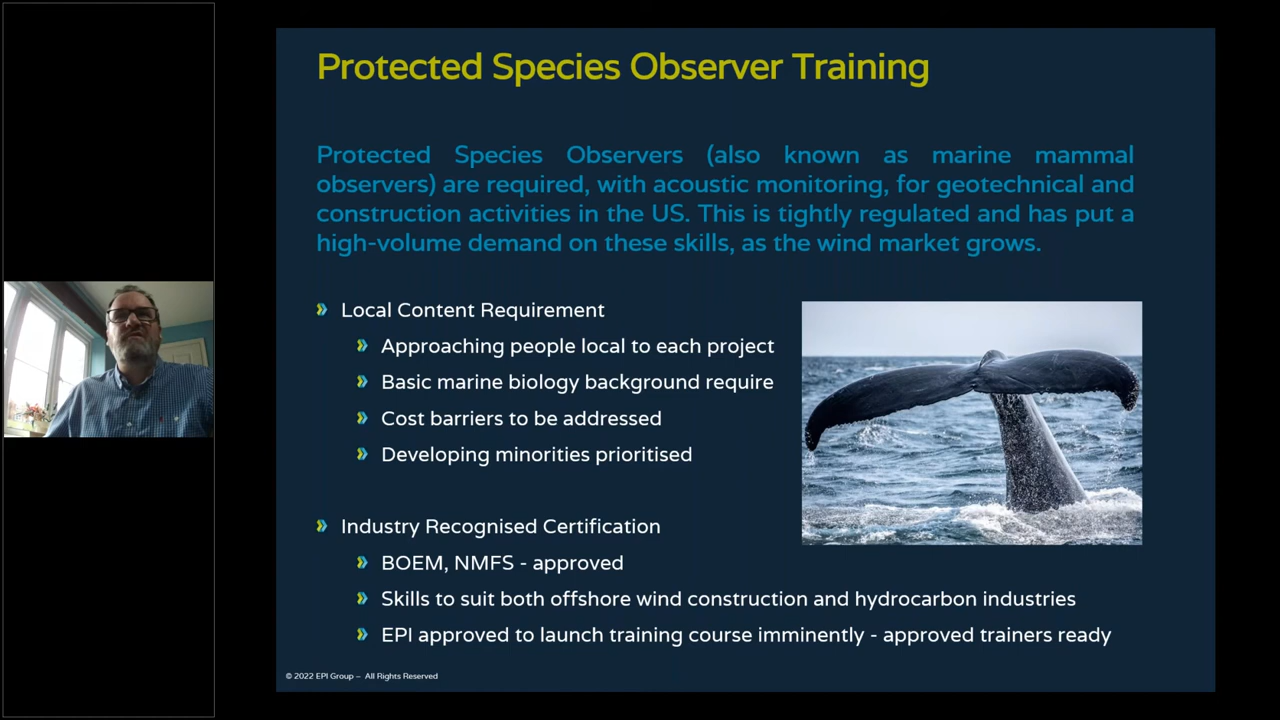 Protected Species Observer Training
Protected Species Observers (also known as marine mammal
observers) are required, with acoustic monitoring, for geotechnical and
construction activities in the US. This is tightly regulated and has put a
high-volume demand on these skills, as the wind market grows.
Local Content Requirement
Approaching people local to each project
Basic marine biology background require
Cost barriers to be addressed
Developing minorities prioritised
Industry Recognised Certification
BOEM, NMFS - approved
Skills to suit both offshore wind construction and hydrocarbon industries
EPI approved to launch training course imminently - approved trainers ready
© 2022 EPI Group – All Rights Reserved